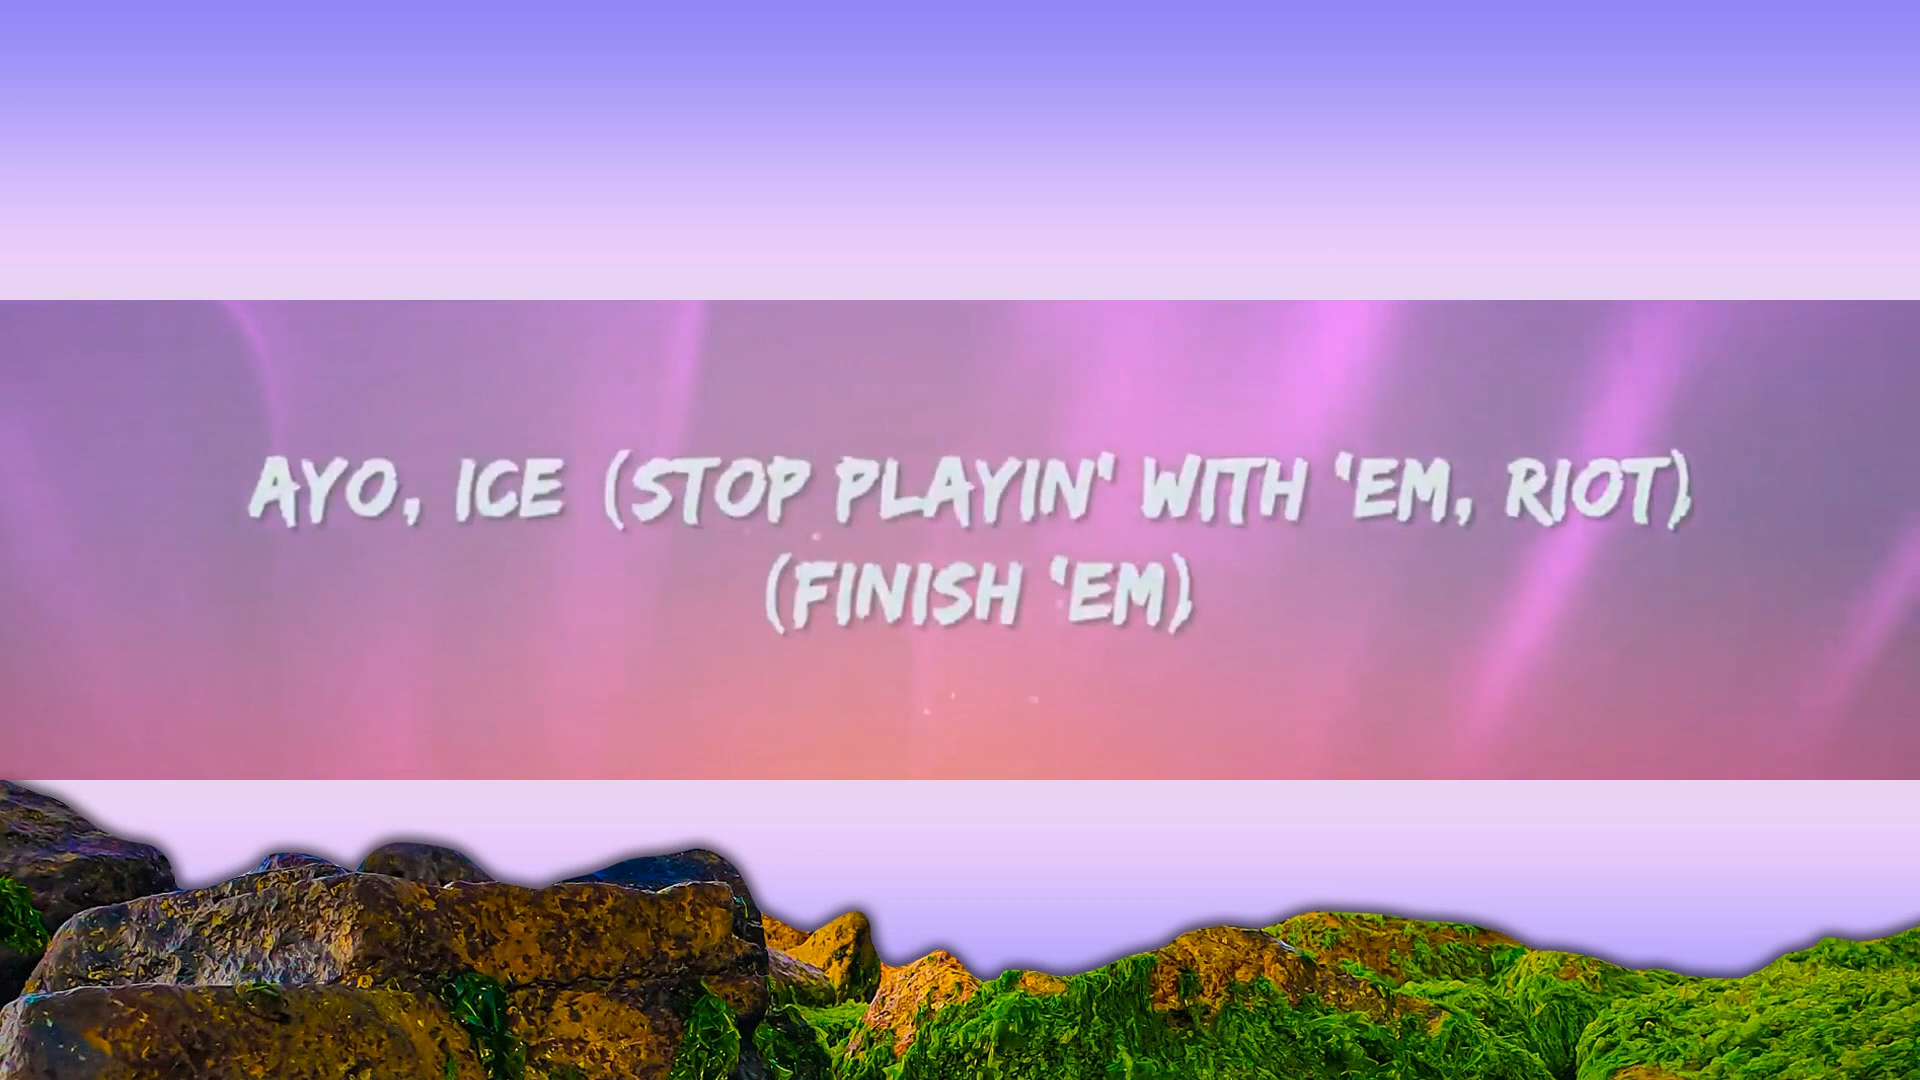 AYO, ICE (STOP PLAYIN' WITH 'EM, RIOT)
(FINISH 'EM)